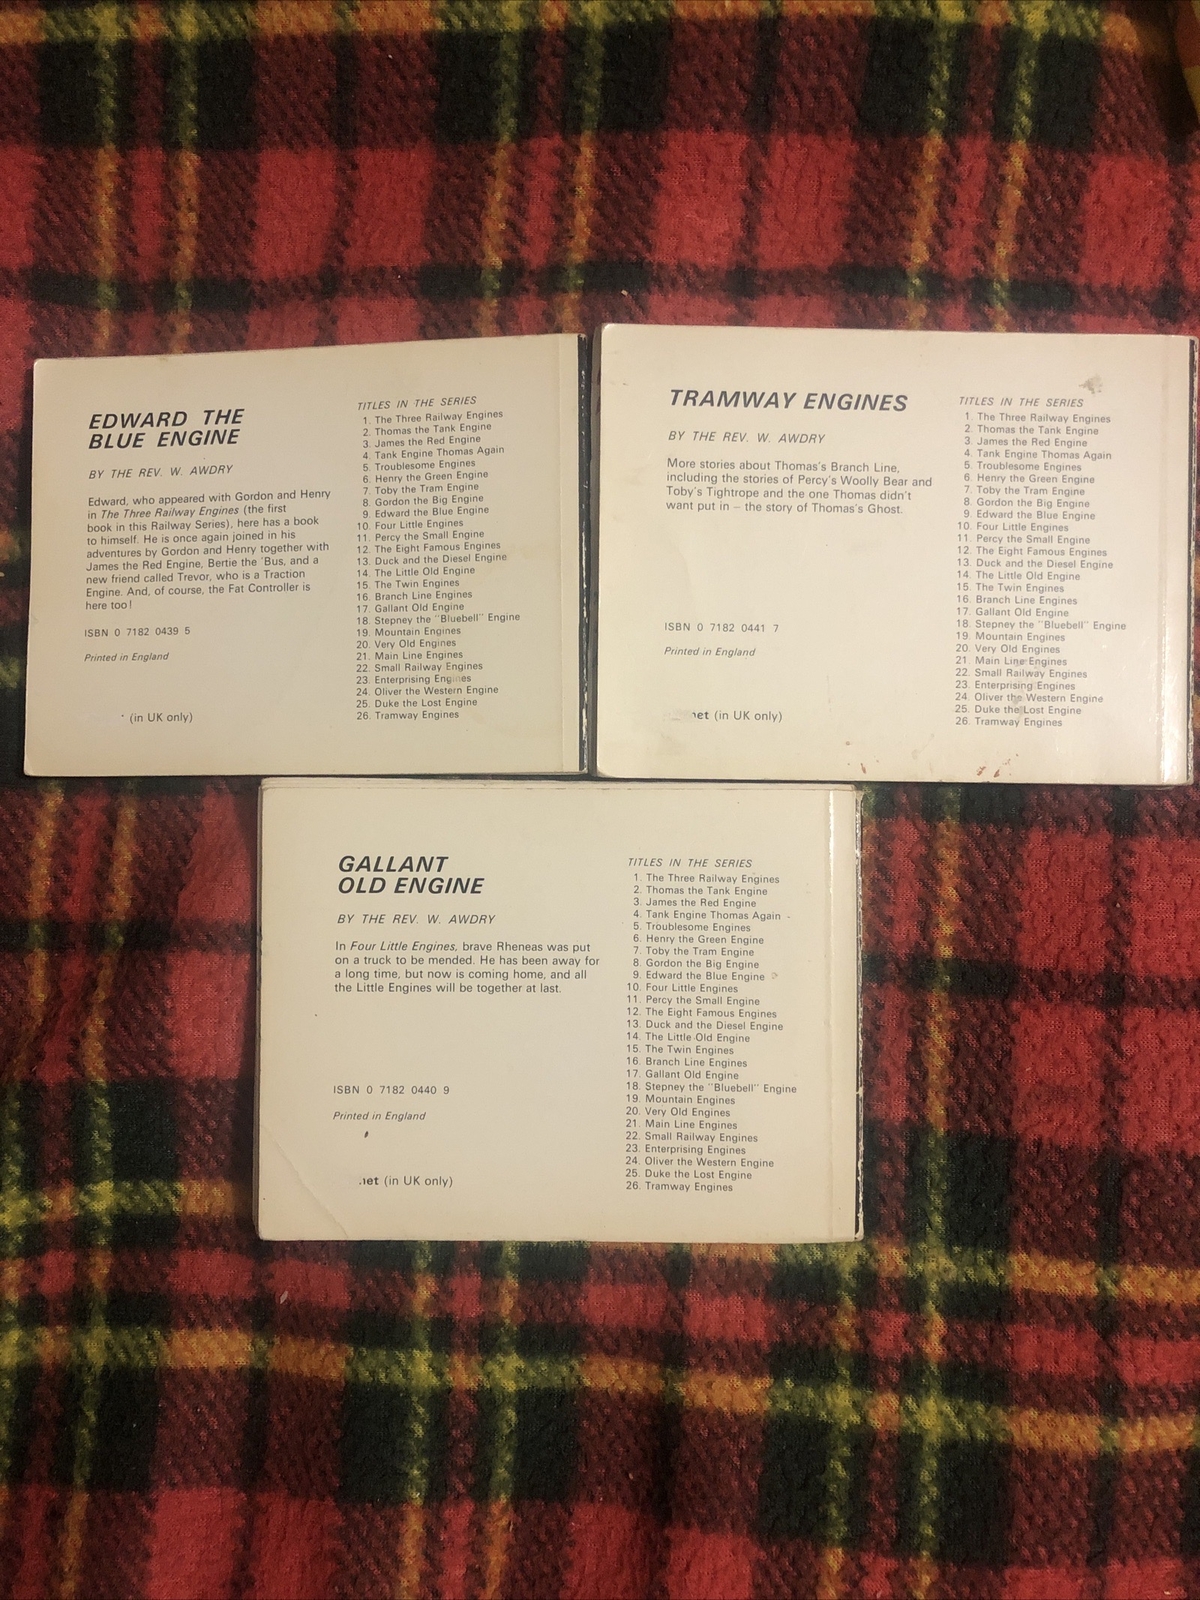 EDWARD THE
BLUE ENGINE
BY THE REV. W. AWDRY
Edward, who appeared with Gordon and Henry
in The Three Railway Engines (the first
book in this Railway Series), here has a book
to himself. He is once again joined in his
adventures by Gordon and Henry together with
James the Red Engine, Bertie the 'Bus, and a
new friend called Trevor, who is a Traction
Engine. And, of course, the Fat Controller is
here too!
ISBN 0 7182 0439 5
Printed in England
(in UK only)
TITLES IN THE SERIES
1. The Three Railway Engines
2. Thomas the Tank Engine
3. James the Red Engine
4. Tank Engine Thomas Again
5. Troublesome Engines
6. Henry the Green Engine
7. Toby the Tram Engine
8. Gordon the Big Engine
9. Edward the Blue Engine
10. Four Little Engines
11. Percy the Small Engine
12. The Eight Famous Engines
13. Duck and the Diesel Engine
14. The Little Old Engine
15. The Twin Engines
16. Branch Line Engines
17. Gallant Old Engine
18. Stepney the "Bluebell" Engine
19. Mountain Engines
20. Very Old Engines
21. Main Line Engines
22. Small Railway Engines
23. Enterprising Engines
24. Oliver the Western Engine
25. Duke the Lost Engine
26. Tramway Engines
TRAMWAY ENGINES
BY THE REV. W. AWDRY
More stories about Thomas's Branch Line,
including the stories of Percy's Woolly Bear and
Toby's Tightrope and the one Thomas didn't
want put in – the story of Thomas's Ghost.
ISBN 0 7182 0441 7
Printed in England
net (in UK only)
TITLES IN THE SERIES
1. The Three Railway Engines
2. Thomas the Tank Engine
3. James the Red Engine
4. Tank Engine Thomas Again
5. Troublesome Engines
6. Henry the Green Engine
7. Toby the Tram Engine
8. Gordon the Big Engine
9. Edward the Blue Engine
10. Four Little Engines
11. Percy the Small Engine
12. The Eight Famous Engines
13. Duck and the Diesel Engine
14. The Little Old Engine
15. The Twin Engines
16. Branch Line Engines
17. Gallant Old Engine
18. Stepney the "Bluebell" Engine
19. Mountain Engines
20. Very Old Engines
21. Main Line Engines
22. Small Railway Engines
23. Enterprising Engines
24. Oliver the Western Engine
25. Duke the Lost Engine
26. Tramway Engines
GALLANT
OLD ENGINE
BY THE REV. W. AWDRY
In Four Little Engines, brave Rheneas was put
on a truck to be mended. He has been away for
a long time, but now is coming home, and all
the Little Engines will be together at last.
ISBN 0 7182 0440 9
Printed in England
net (in UK only)
TITLES IN THE SERIES
1. The Three Railway Engines
2. Thomas the Tank Engine
3. James the Red Engine
4. Tank Engine Thomas Again
5. Troublesome Engines
6. Henry the Green Engine
7. Toby the Tram Engine
8. Gordon the Big Engine
9. Edward the Blue Engine
10. Four Little Engines
11. Percy the Small Engine
12. The Eight Famous Engines
13. Duck and the Diesel Engine
14. The Little Old Engine
15. The Twin Engines
16. Branch Line Engines
17. Gallant Old Engine
18. Stepney the "Bluebell" Engine
19. Mountain Engines
20. Very Old Engines
21. Main Line Engines
22. Small Railway Engines
23. Enterprising Engines
24. Oliver the Western Engine
25. Duke the Lost Engine
26. Tramway Engines